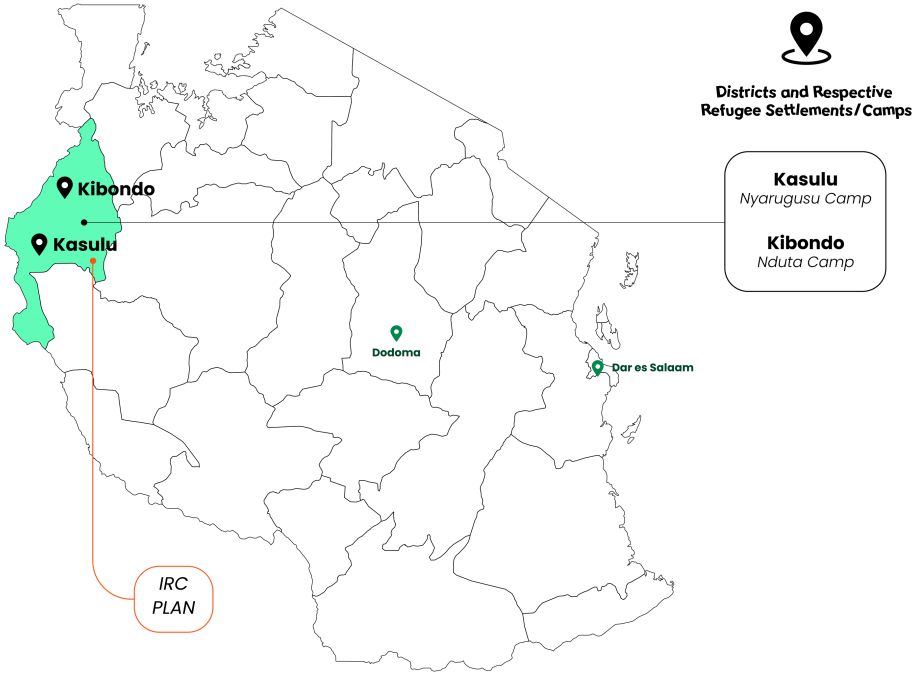 Districts and Respective
Refugee Settlements/Camps
Kibondo
Kasulu
Kasulu
Nyarugusu Camp
Kibondo
Nduta Camp
Dodoma
Dar es Salaam
IRC
PLAN